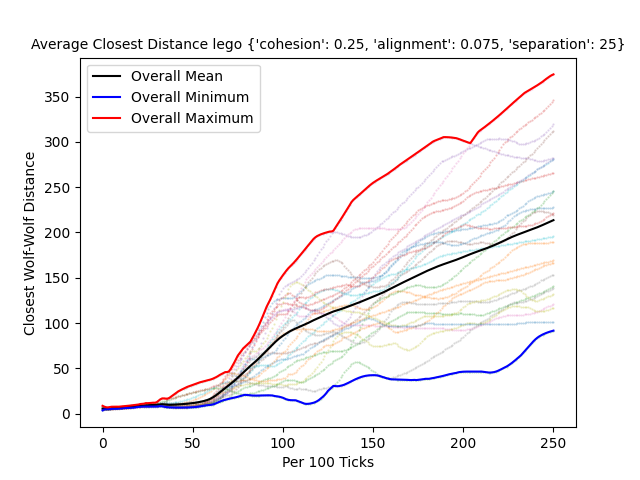 Average Closest Distance lego {'cohesion': 0.25, 'alignment': 0.075, 'separation': 25}
Overall Mean
Overall Minimum
Overall Maximum
Closest Wolf-Wolf Distance
350
300
250
200
150
100
50
0
0 50 100 150 200 250
Per 100 Ticks